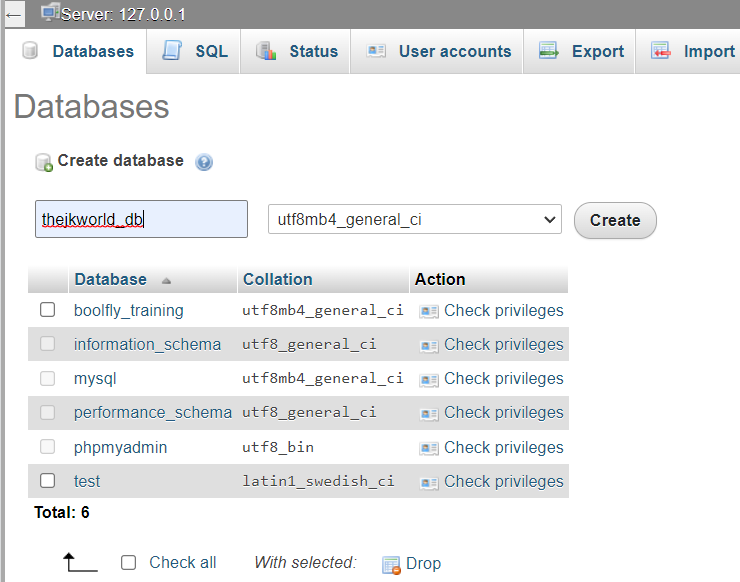 Server: 127.0.0.1
Databases SQL Status User accounts Export Import
Databases
Create database
thejkworld_db utf8mb4_general_ci Create
Database Collation Action
boolfly_training utf8mb4_general_ci Check privileges
information_schema utf8_general_ci Check privileges
mysql utf8mb4_general_ci Check privileges
performance_schema utf8_general_ci Check privileges
phpmyadmin utf8_bin Check privileges
test latin1_swedish_ci Check privileges
Total: 6
Check all With selected: Drop